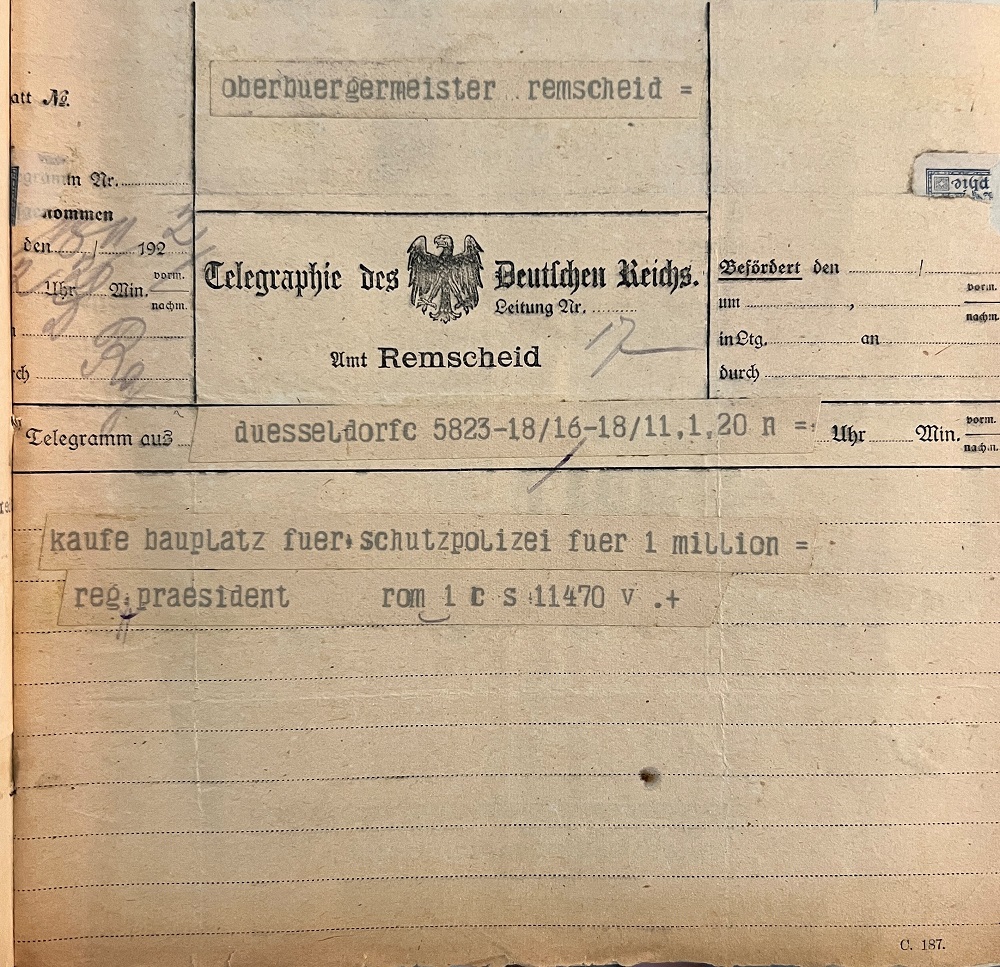 oberbuergermeister remscheid =
att №.
gramm Nr.
kommen
den / 192
Uhr Min. vorm. nachm.
Telegraphie des Deutschen Reichs.
Leitung Nr.
17
Amt Remscheid
phie
Befördert den /
um , vorm. nachm.
in Ltg. an
durch
Telegramm aus duesseldorfc 5823-18/16-18/11,1,20 n = Uhr Min. vorm. nachm.
kaufe bauplatz fuer schutzpolizei fuer 1 million =
reg. praesident rom 1 c s 11470 v .+
C. 187.